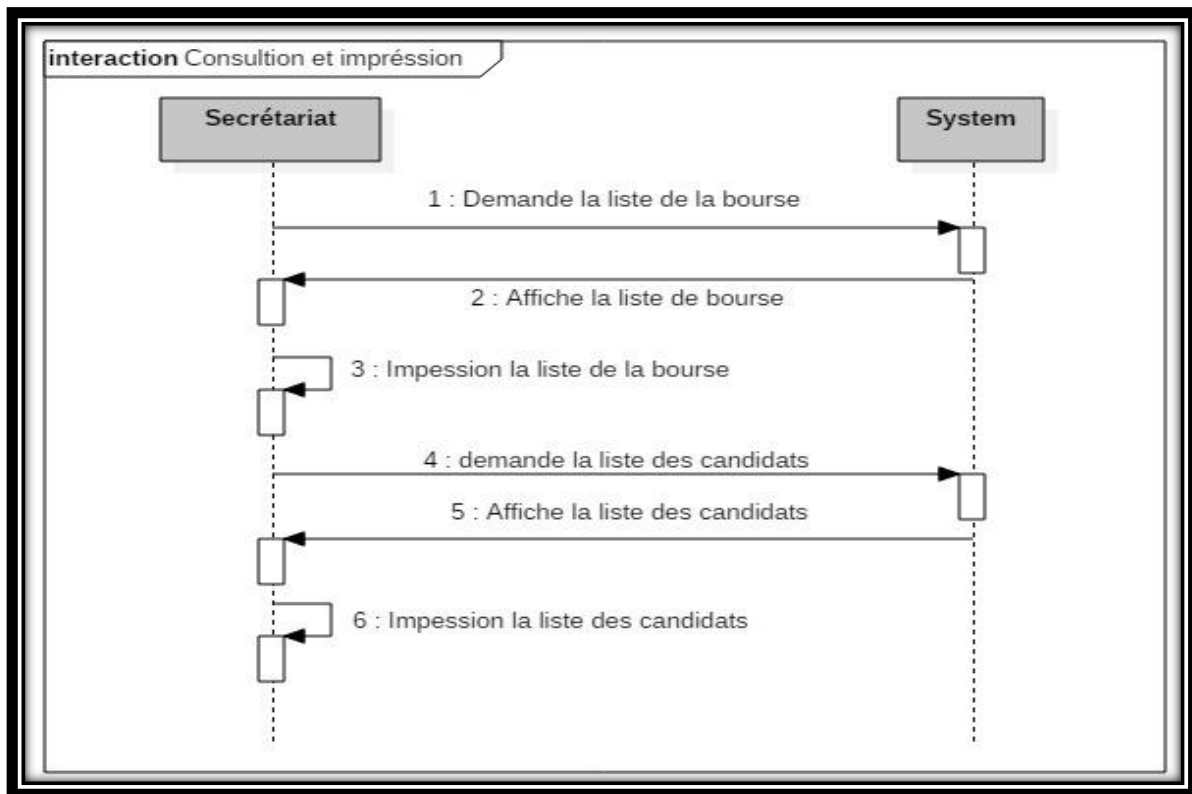 interaction Consultion et impréssion
Secrétariat
System
1 : Demande la liste de la bourse
2 : Affiche la liste de bourse
3 : Impession la liste de la bourse
4 : demande la liste des candidats
5 : Affiche la liste des candidats
6 : Impession la liste des candidats